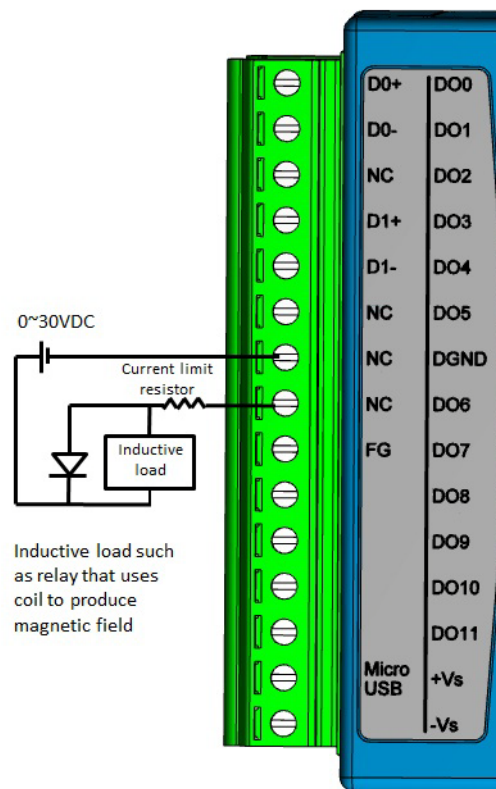 D0+ DO0
D0- DO1
NC DO2
D1+ DO3
D1- DO4
NC DO5
NC DGND
NC DO6
FG DO7
DO8
DO9
DO10
DO11
Micro
USB
+Vs
-Vs
0~30VDC
Current limit
resistor
Inductive
load
Inductive load such
as relay that uses
coil to produce
magnetic field